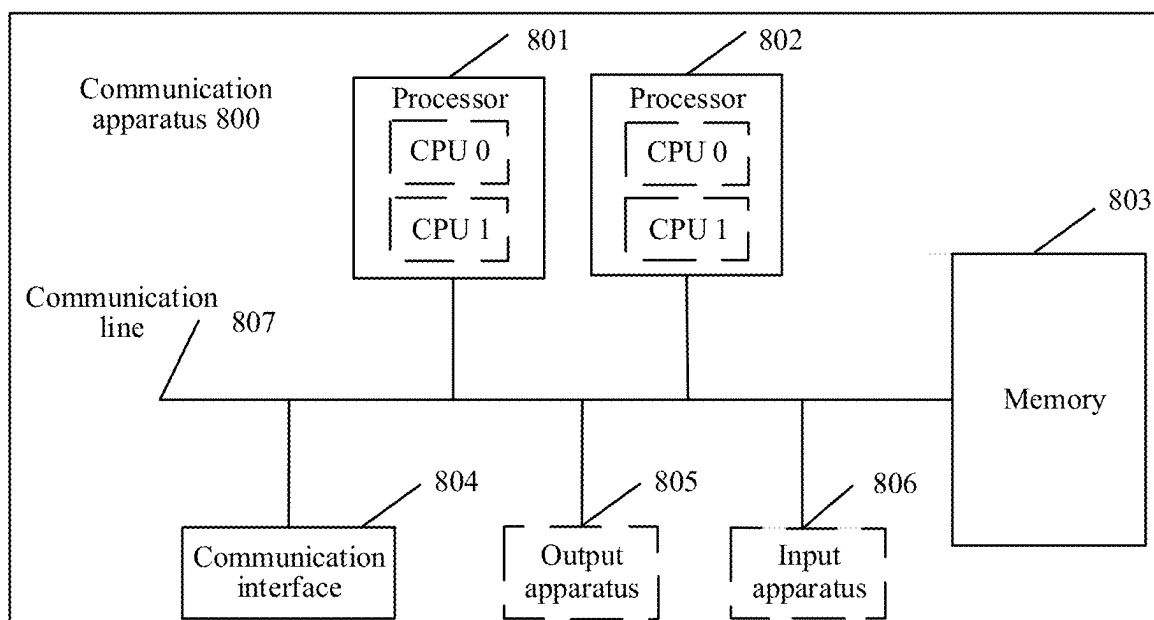 801
802
Communication
apparatus 800
Processor
CPU 0
CPU 1
Processor
CPU 0
CPU 1
803
Communication
line
807
Memory
804
805
806
Communication
interface
Output
apparatus
Input
apparatus